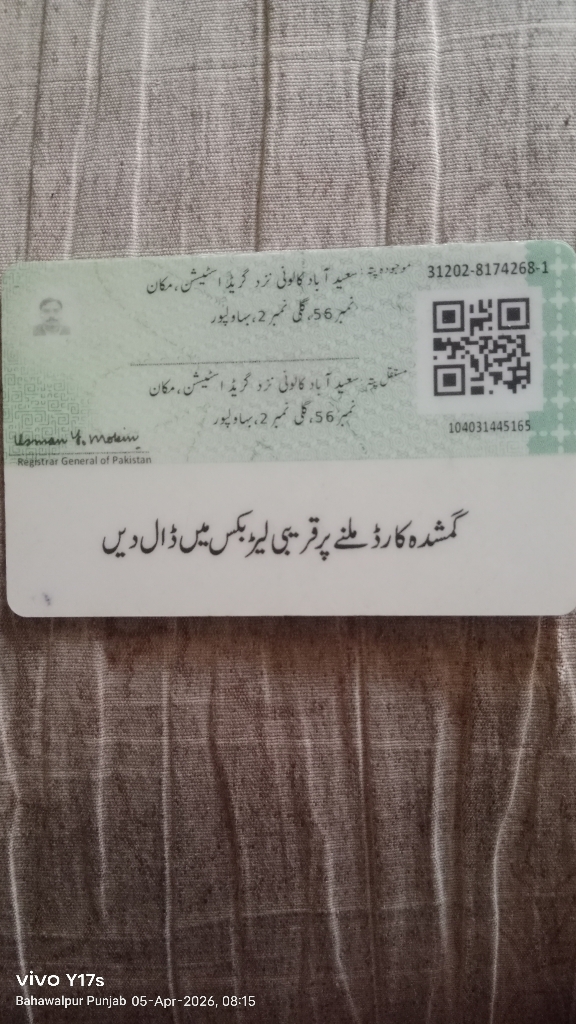 31202-8174268-1
موجودہ پتہ سعید آباد کالونی نزد گریڈ اسٹیشن، مکان
نمبر 56، گلی نمبر 2، بہاولپور
مستقل پتہ سعید آباد کالونی نزد گریڈ اسٹیشن، مکان
نمبر 56، گلی نمبر 2، بہاولپور
104031445165
Usman Y. Mobin
Registrar General of Pakistan
گمشدہ کارڈ ملنے پر قریبی لیٹر بکس میں ڈال دیں
vivo Y17s
Bahawalpur Punjab 05-Apr-2026, 08:15